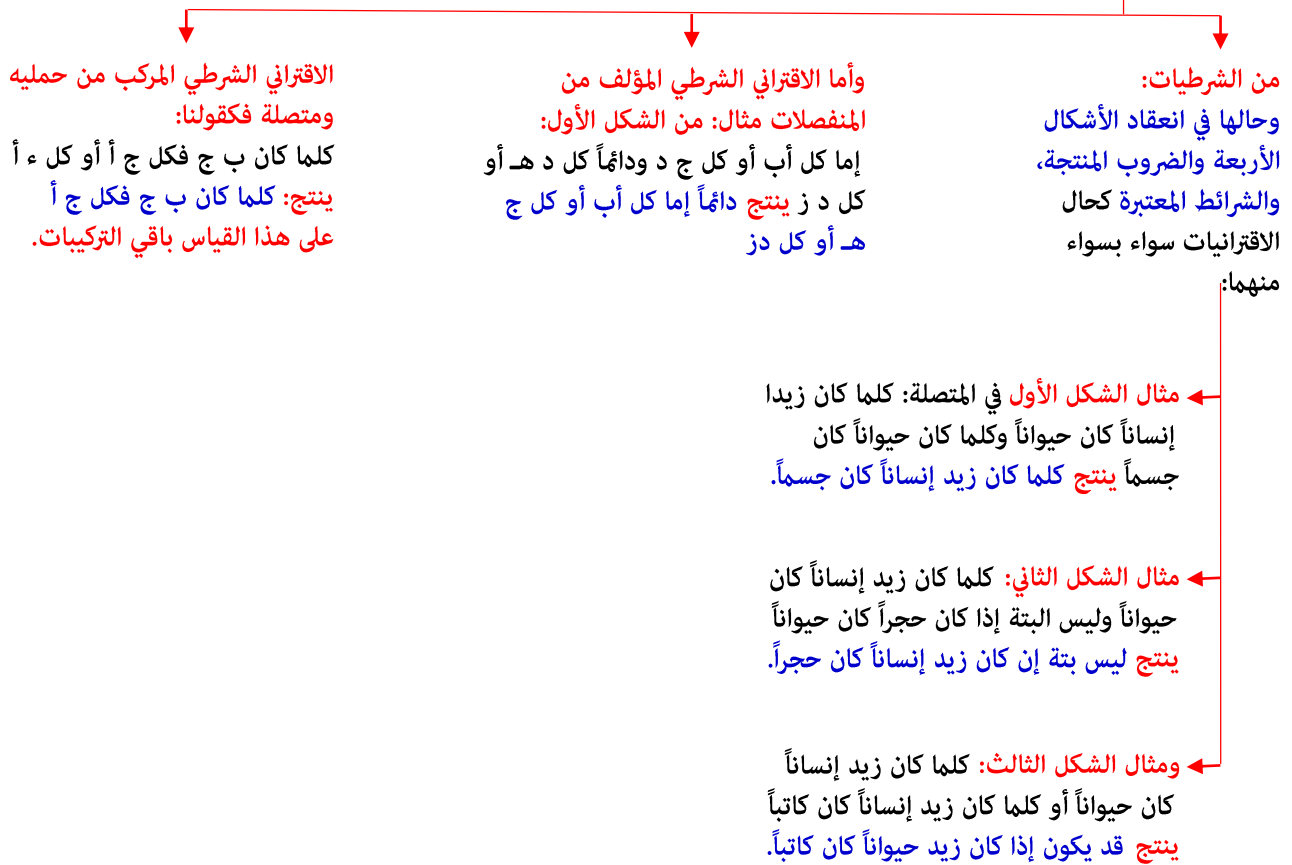 من الشرطيات:
وحالها في انعقاد الأشكال
الأربعة والضروب المنتجة،
والشرائط المعتبرة كحال
الاقترانيات سواء بسواء
منهما:
وأما الاقتراني الشرطي المؤلف من
المنفصلات مثال: من الشكل الأول:
إما كل أب أو كل ج د ودائماً كل د هـ أو
كل د ز ينتج دائماً إما كل أب أو كل ج
هـ أو كل دز
الاقتراني الشرطي المركب من حمليه
ومتصلة فكقولنا:
كلما كان ب ج فكل ج أ أو كل ء أ
ينتج: كلما كان ب ج فكل ج أ
على هذا القياس باقي التركيبات.
مثال الشكل الأول في المتصلة: كلما كان زيدا
إنساناً كان حيواناً وكلما كان حيواناً كان
جسماً ينتج كلما كان زيد إنساناً كان جسماً.
مثال الشكل الثاني: كلما كان زيد إنساناً كان
حيواناً وليس البتة إذا كان حجراً كان حيواناً
ينتج ليس بتة إن كان زيد إنساناً كان حجراً.
ومثال الشكل الثالث: كلما كان زيد إنساناً
كان حيواناً أو كلما كان زيد إنساناً كان كاتباً
ينتج قد يكون إذا كان زيد حيواناً كان كاتباً.